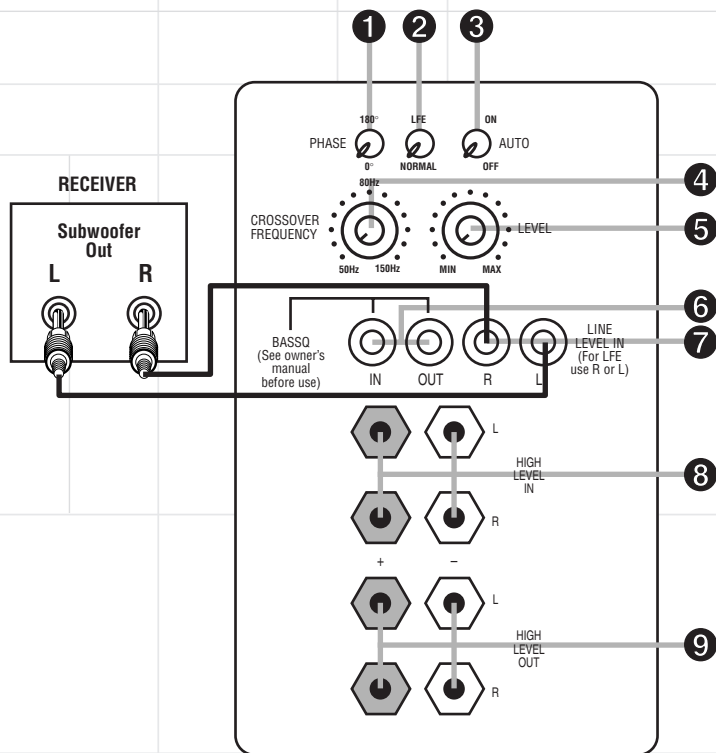 1 2 3
180° LFE ON
PHASE AUTO
0° NORMAL OFF
80Hz
4
RECEIVER
Subwoofer
Out
L R
CROSSOVER
FREQUENCY
LEVEL
5
50Hz 150Hz MIN MAX
6
BASSQ
(See owner's
manual
before use)
IN OUT R L
LINE
LEVEL IN
(For LFE
use R or L)
7
L
HIGH
LEVEL
IN
8
R
+ –
L
HIGH
LEVEL
OUT
9
R